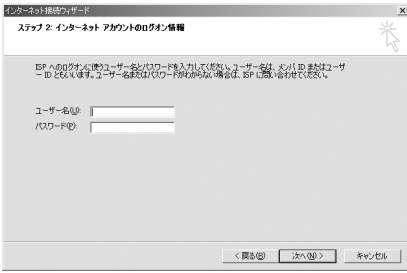 インターネット接続ウィザード
ステップ 2: インターネット アカウントのログオン情報
ISP へのログオンに使うユーザー名とパスワードを入力してください。ユーザー名は、メンバ ID またはユーザ
ー ID ともいいます。ユーザー名またはパスワードがわからない場合は、ISP に問い合わせてください。
ユーザー名(U):
パスワード(P):
< 戻る(B)
次へ(N) >
キャンセル